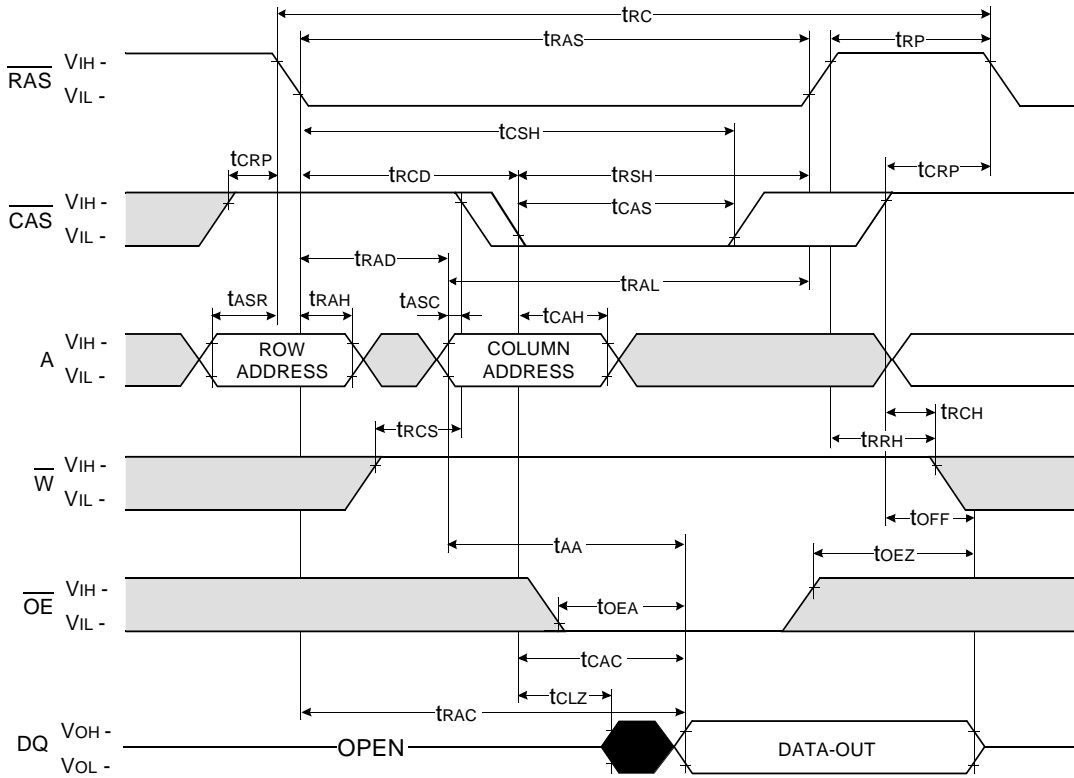 tRC
tRAS
tRP
RAS
VIH -
VIL -
tCSH
tCRP
tRCD
tRSH
tCRP
CAS
VIH -
VIL -
tCAS
tRAD
tRAL
tASR
tRAH
tASC
tCAH
A
VIH -
VIL -
ROW
ADDRESS
COLUMN
ADDRESS
tRCS
tRCH
tRRH
W
VIH -
VIL -
tOFF
tAA
tOEZ
OE
VIH -
VIL -
tOEA
tCAC
tCLZ
tRAC
DQ
VOH -
VOL -
OPEN
DATA-OUT